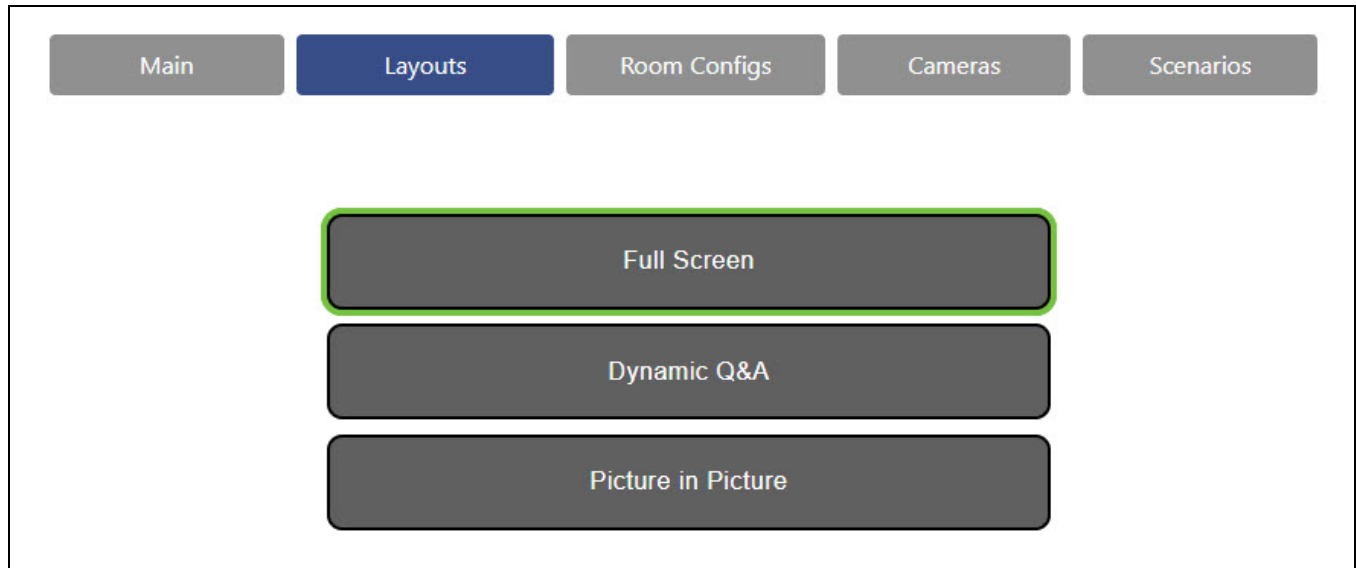 Main Layouts Room Configs Cameras Scenarios
Full Screen
Dynamic Q&A
Picture in Picture